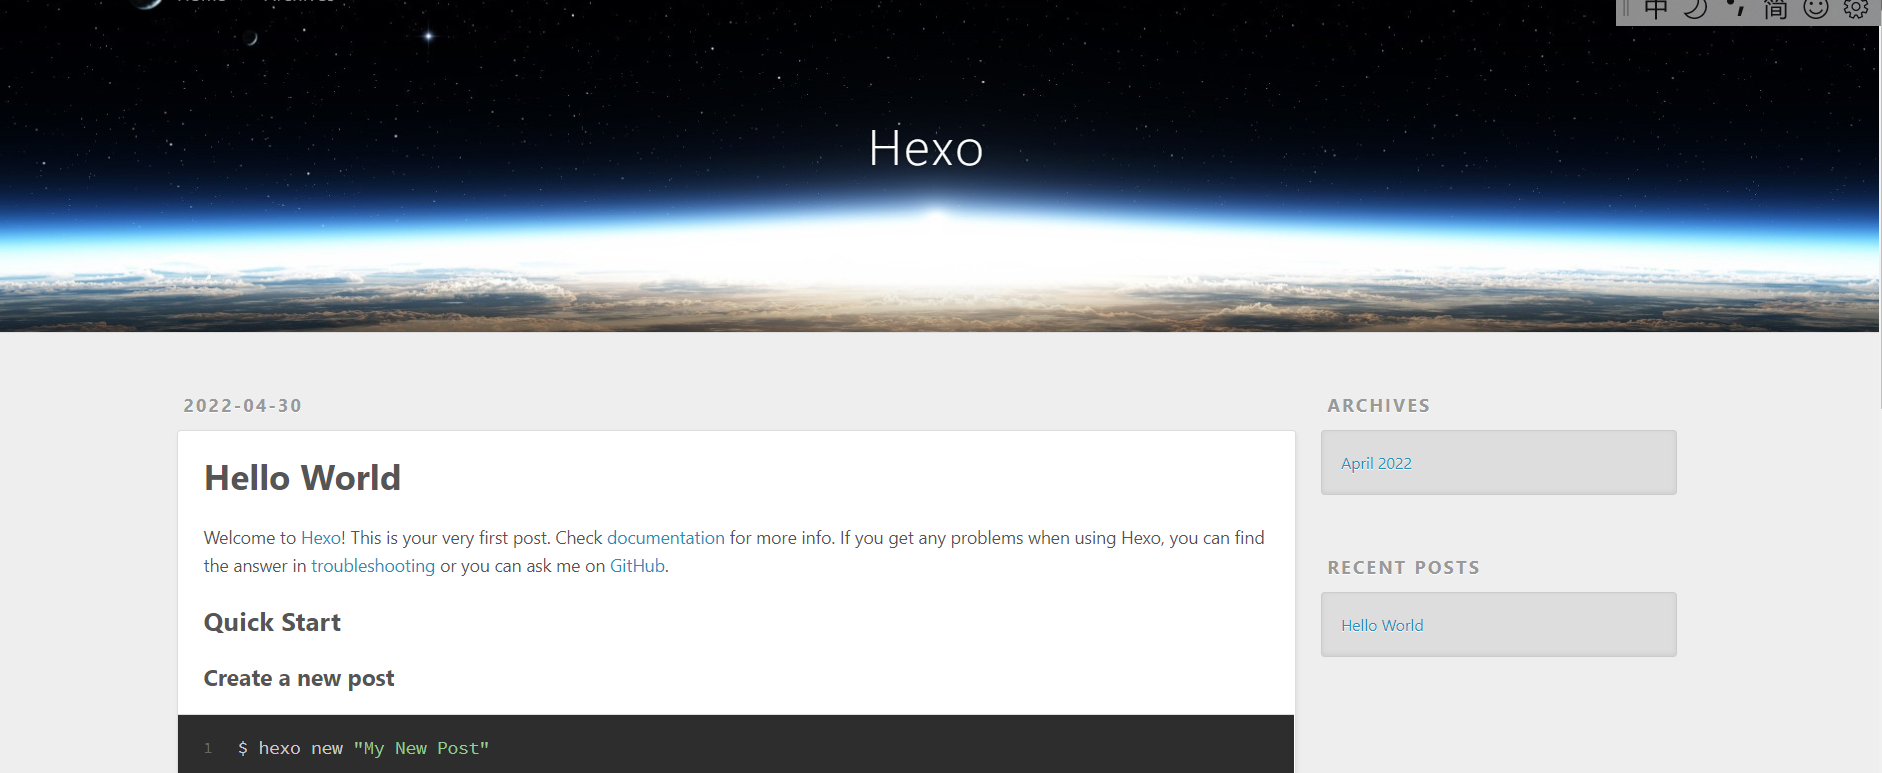 Home Archives
中 简
Hexo
2022-04-30
Hello World
Welcome to Hexo! This is your very first post. Check documentation for more info. If you get any problems when using Hexo, you can find
the answer in troubleshooting or you can ask me on GitHub.
Quick Start
Create a new post
1 $ hexo new "My New Post"
ARCHIVES
April 2022
RECENT POSTS
Hello World